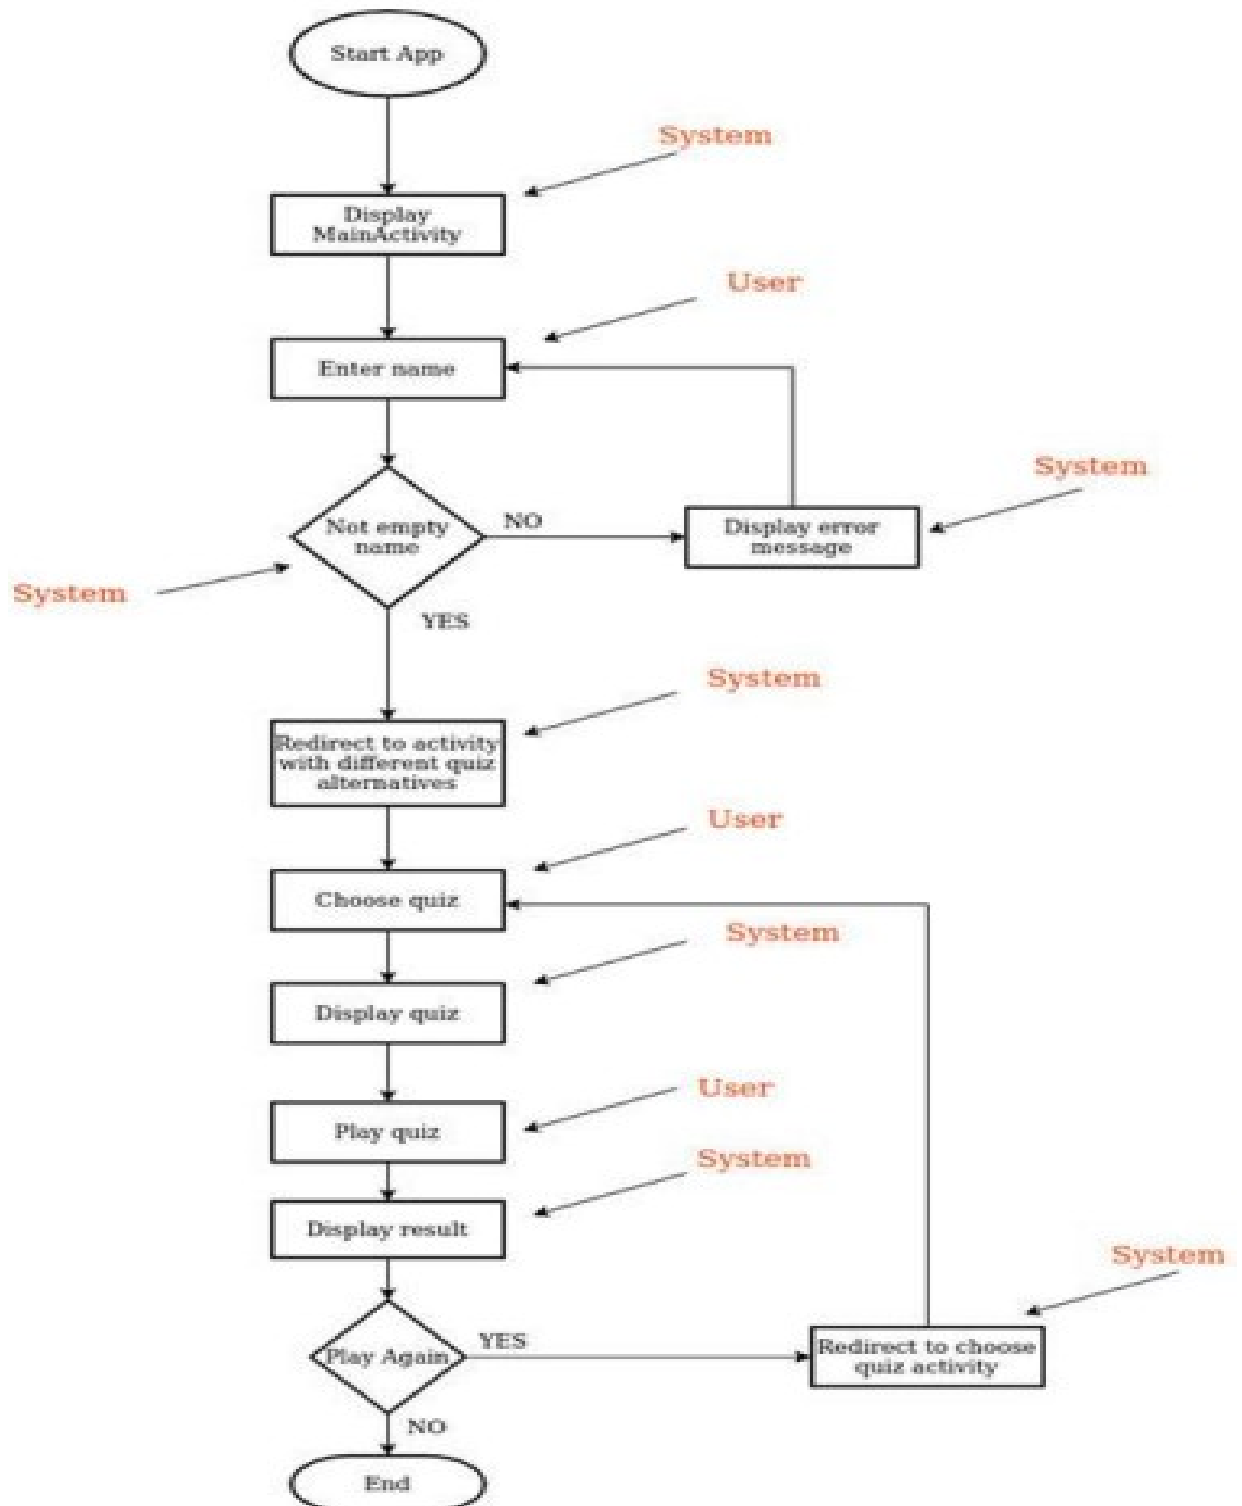 Start App
System
Display
MainActivity
User
Enter name
System
Not empty
name
NO
Display error
message
System
YES
System
Redirect to activity
with different quiz
alternatives
User
Choose quiz
System
Display quiz
User
Play quiz
System
Display result
System
Play Again
YES
Redirect to choose
quiz activity
NO
End